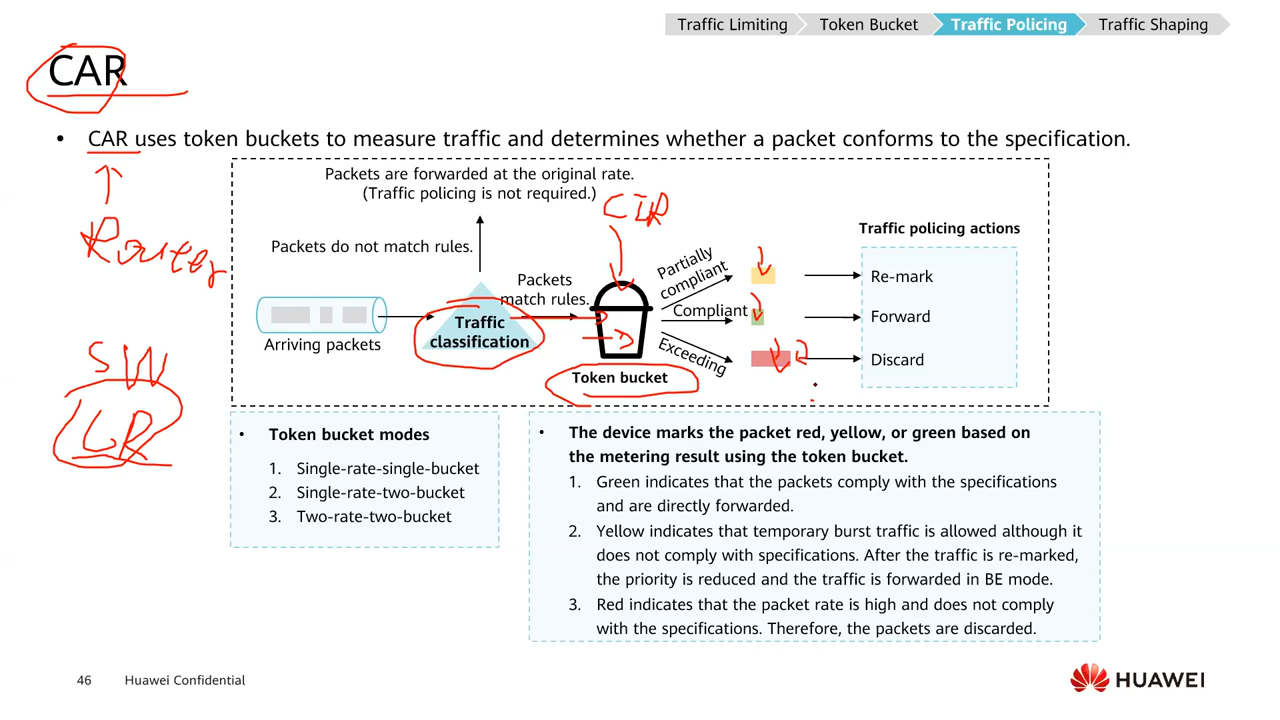 Traffic Limiting
Token Bucket
Traffic Policing
Traffic Shaping
CAR
• CAR uses token buckets to measure traffic and determines whether a packet conforms to the specification.
Packets are forwarded at the original rate.
(Traffic policing is not required.)
CIR
Router
Packets do not match rules.
Packets
match rules.
Partially
compliant
Compliant
Exceeding
Traffic policing actions
Re-mark
Forward
Discard
Arriving packets
Traffic
classification
Token bucket
SW
LR
• Token bucket modes
1. Single-rate-single-bucket
2. Single-rate-two-bucket
3. Two-rate-two-bucket
• The device marks the packet red, yellow, or green based on
the metering result using the token bucket.
1. Green indicates that the packets comply with the specifications
and are directly forwarded.
2. Yellow indicates that temporary burst traffic is allowed although it
does not comply with specifications. After the traffic is re-marked,
the priority is reduced and the traffic is forwarded in BE mode.
3. Red indicates that the packet rate is high and does not comply
with the specifications. Therefore, the packets are discarded.
46 Huawei Confidential
HUAWEI